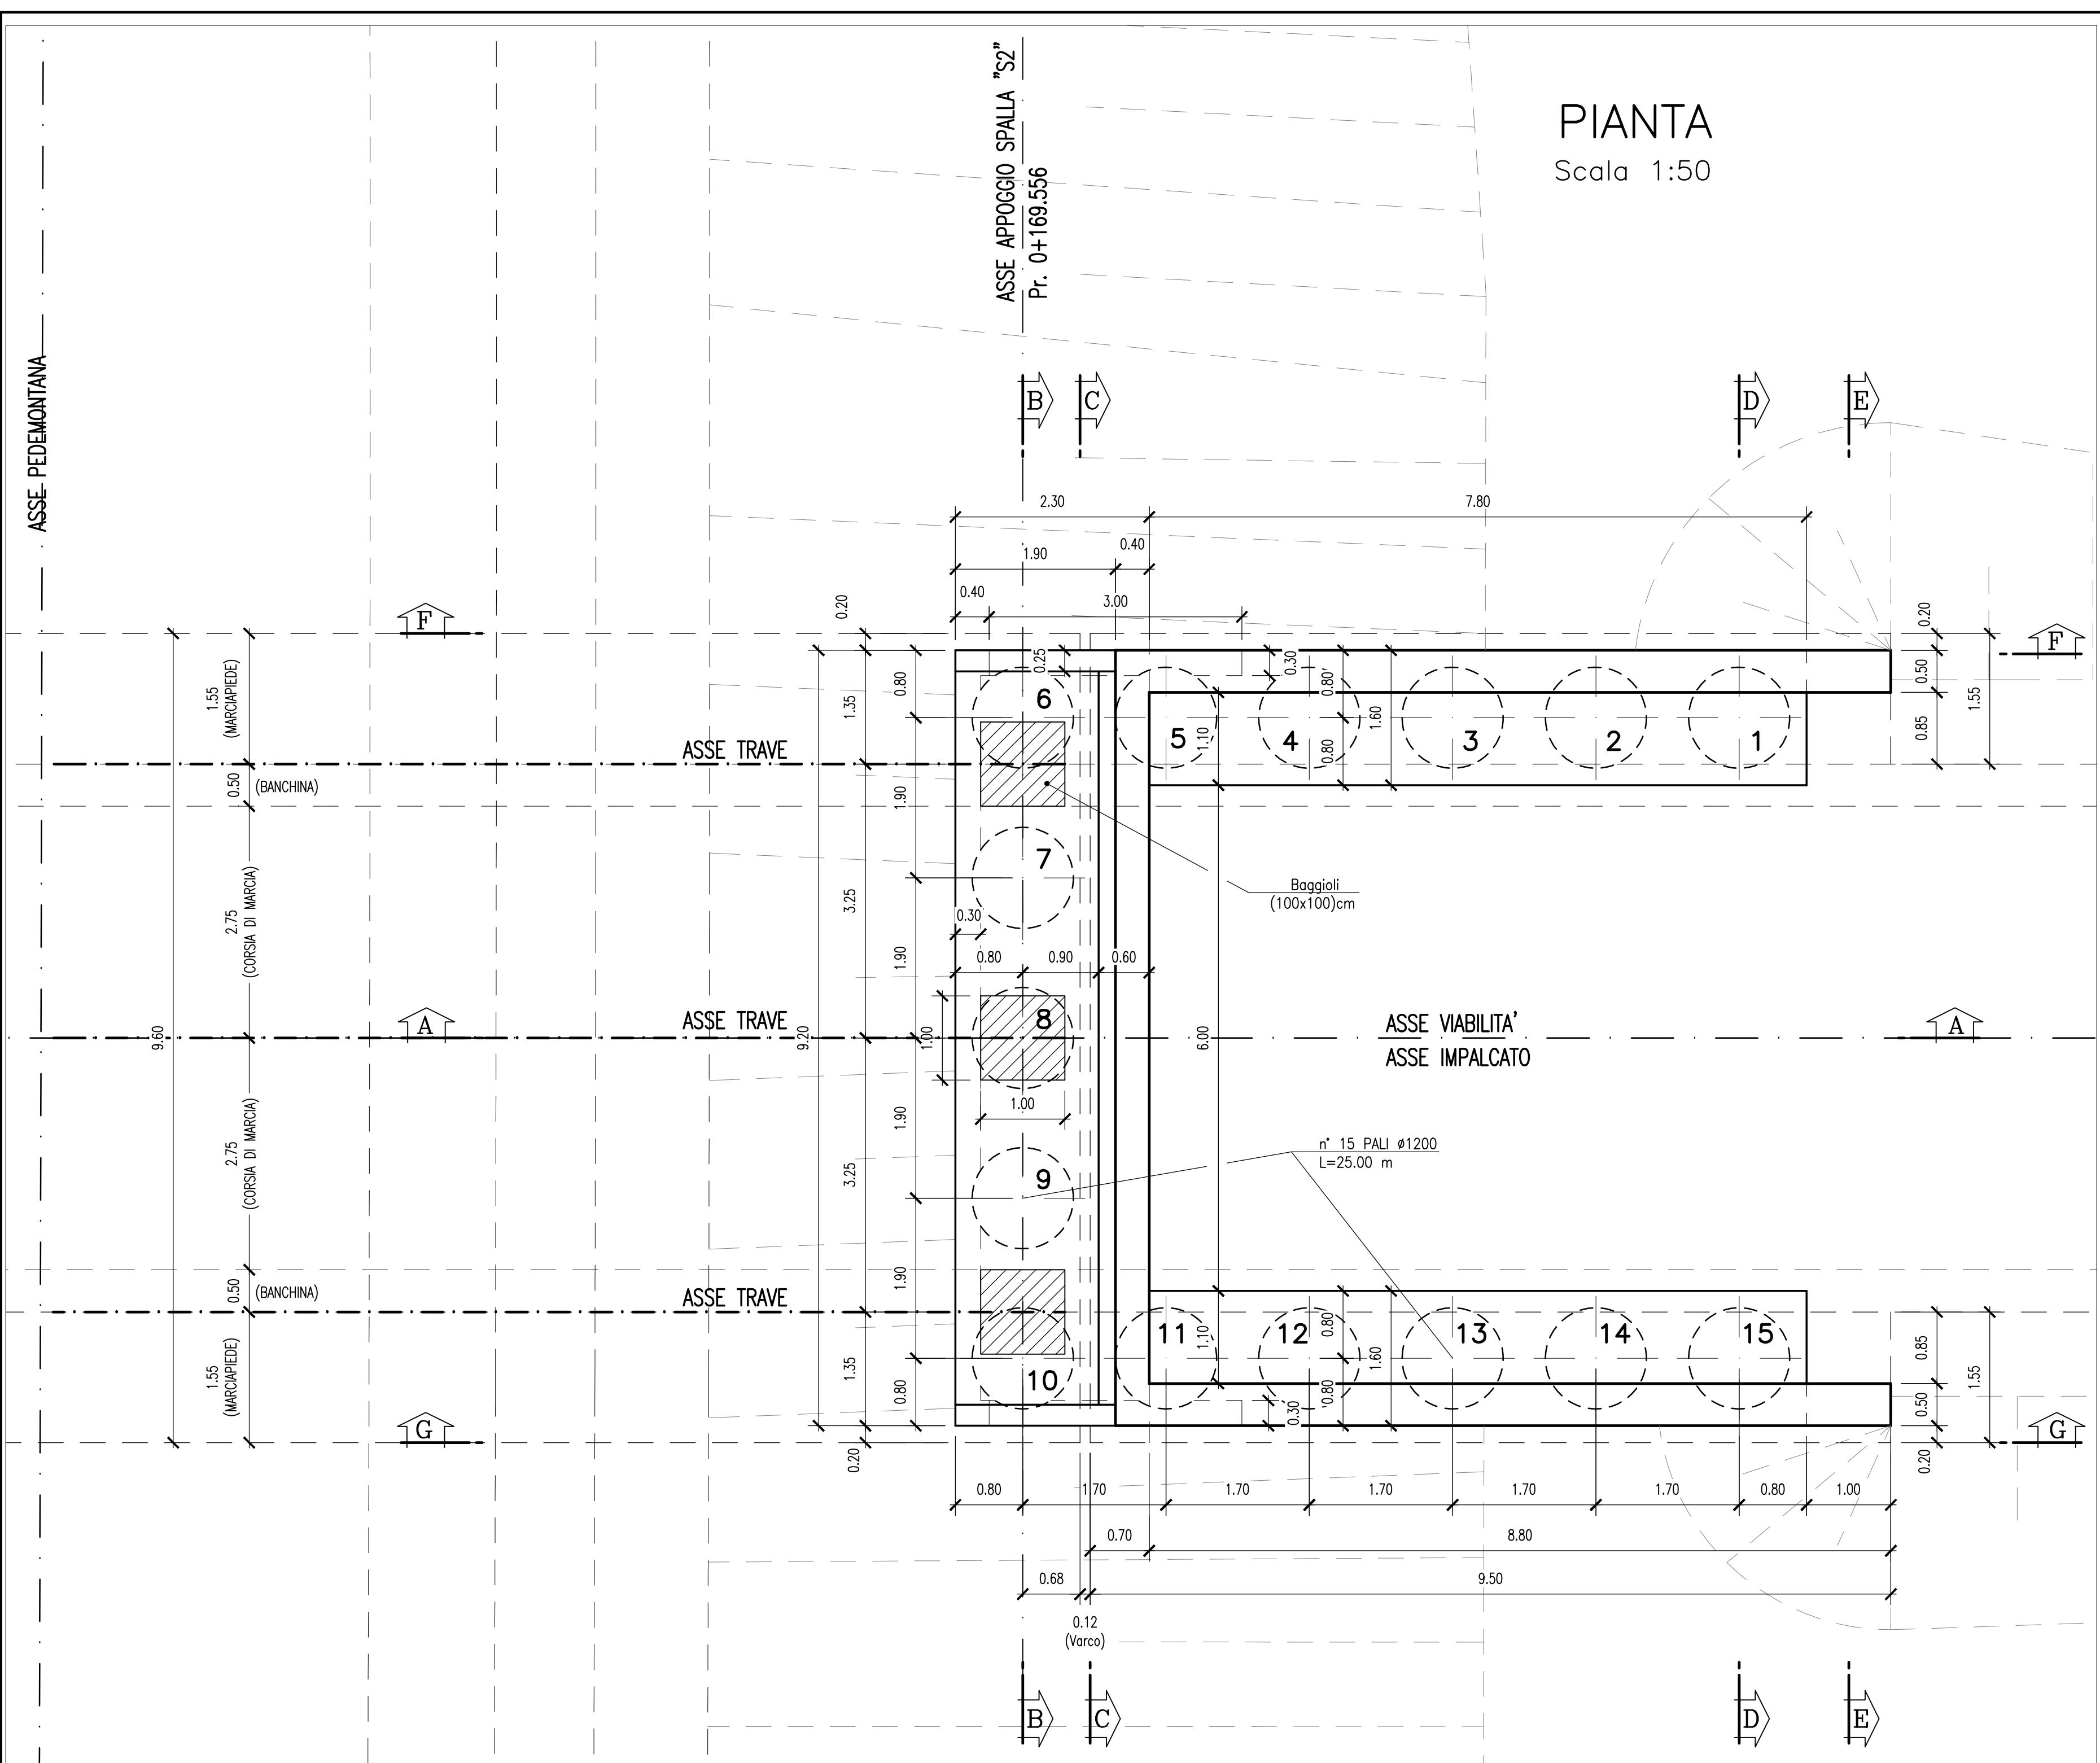 PIANTA
Scala 1:50
ASSE APPOGGIO SPALLA "S2"
Pr. 0+169.556
ASSE PEDEMONTANA
B
C
D
E
2.30
7.80
1.90
0.40
0.40
3.00
0.20
F
F
0.20
0.50
0.85
1.55
1.55
(MARCIAPIEDE)
0.50
(BANCHINA)
2.75
(CORSIA DI MARCIA)
9.60
2.75
(CORSIA DI MARCIA)
0.50
(BANCHINA)
1.55
(MARCIAPIEDE)
0.80
1.35
0.25
0.30
0.80
0.80
1.60
1.10
6
5
4
3
2
1
ASSE TRAVE
1.90
3.25
7
Baggioli
(100x100)cm
0.30
1.90
0.80
0.90
0.60
A
ASSE TRAVE
9.20
1.00
8
6.00
ASSE VIABILITA'
ASSE IMPALCATO
A
1.00
1.90
n° 15 PALI ø1200
L=25.00 m
3.25
9
1.90
ASSE TRAVE
1.35
0.80
10
11
12
13
14
15
1.10
0.80
0.80
1.60
0.30
0.85
0.50
1.55
G
G
0.20
0.20
0.80
1.70
1.70
1.70
1.70
1.70
0.80
1.00
0.70
8.80
0.68
9.50
0.12
(Varco)
B
C
D
E